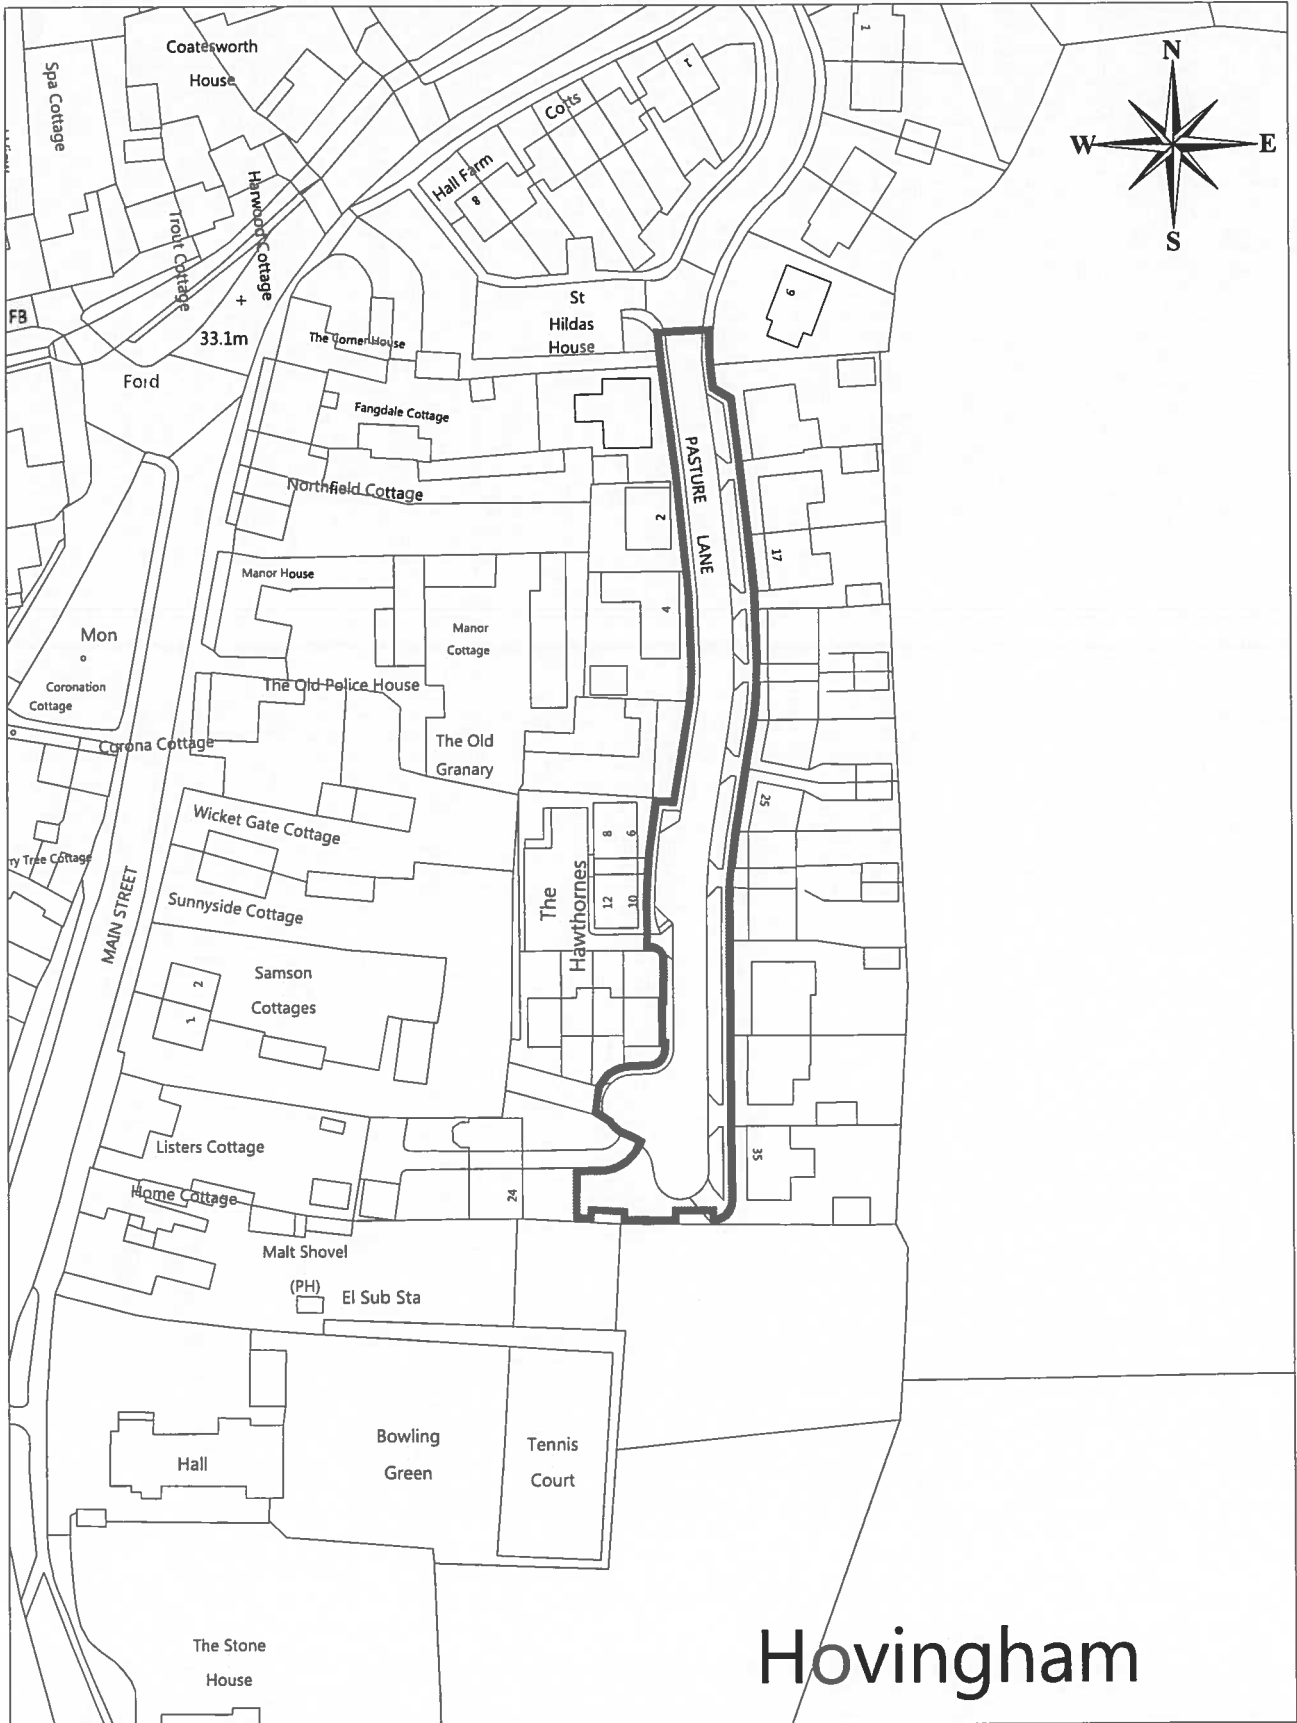 Coatesworth
House
Spa Cottage
Trout Cottage
Harwood Cottage
FB
33.1m
Ford
Hall Farm
Cotts
8
1
1
N
W
E
S
9
St
Hildas
House
The Corner House
Fangdale Cottage
Northfield Cottage
PASTURE
LANE
2
17
Manor House
4
Mon
Manor
Cottage
Coronation
Cottage
The Old Police House
Corona Cottage
The Old
Granary
Wicket Gate Cottage
25
8
6
12
10
The
Hawthornes
ry Tree Cottage
MAIN STREET
Sunnyside Cottage
Samson
Cottages
2
1
Listers Cottage
Home Cottage
24
35
Malt Shovel
(PH)
El Sub Sta
Bowling
Green
Tennis
Court
Hall
The Stone
House
Hovingham